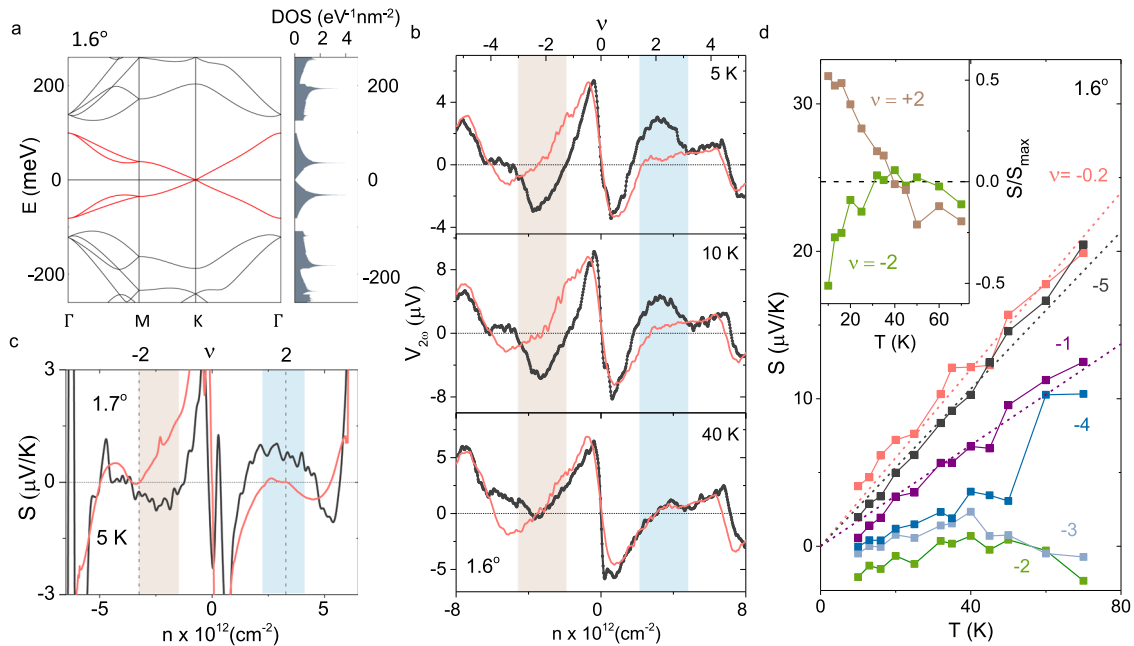 a
1.6°
DOS (eV⁻¹nm⁻²)
0 2 4
200
0
-200
E (meV)
200
0
-200
Γ M K Γ
b
ν
-4 -2 0 2 4
5 K
4
0
-4
10 K
8
0
-8
V2ω (μV)
40 K
5
0
-5
1.6°
-8 -4 0 4 8
n x 10¹²(cm⁻²)
c
-2 ν 2
1.7°
5 K
3
0
-3
S (μV/K)
-5 0 5
n x 10¹²(cm⁻²)
d
1.6°
30
20
10
0
S (μV/K)
0 40 80
T (K)
ν = +2
ν = -2
0.5
0.0
-0.5
S/Smax
20 40 60
T (K)
ν= -0.2
-5
-1
-4
-3
-2